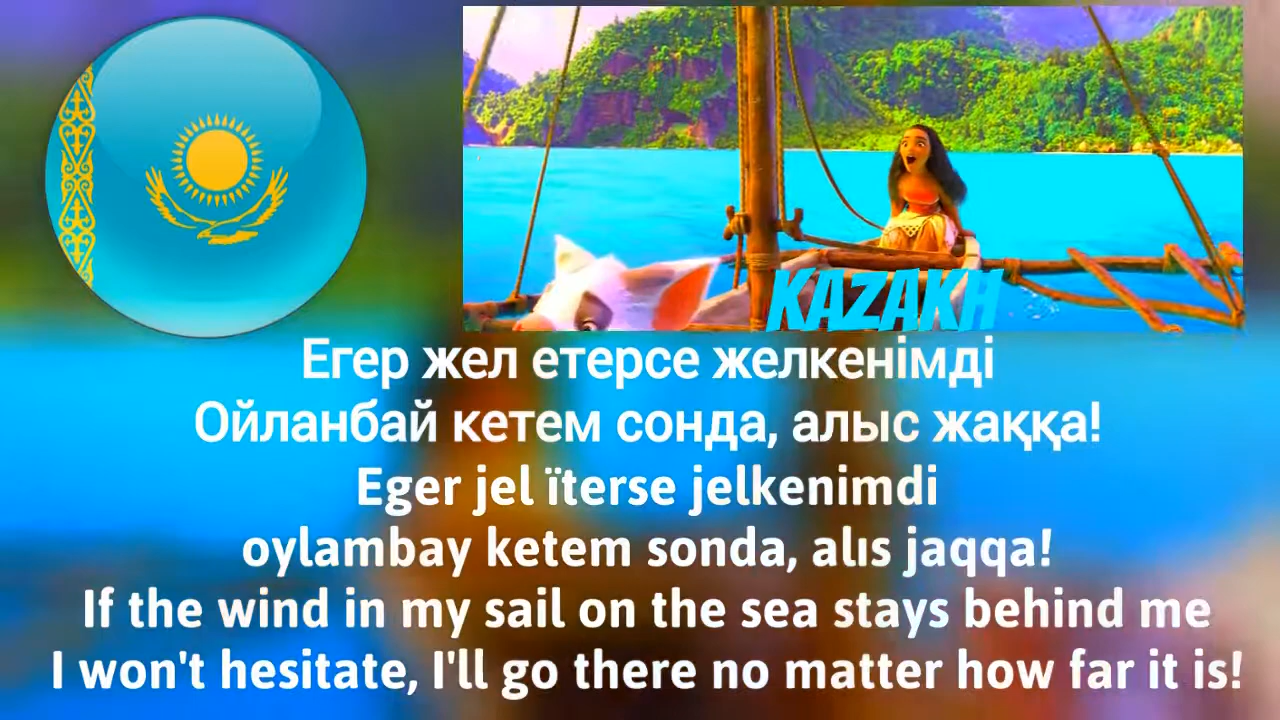 KAZAKH
Егер жел етерсе желкенімді
Ойланбай кетем сонда, алыс жаққа!
Eger jel ïterse jelkenimdi
oylambay ketem sonda, alıs jaqqa!
If the wind in my sail on the sea stays behind me
I won't hesitate, I'll go there no matter how far it is!